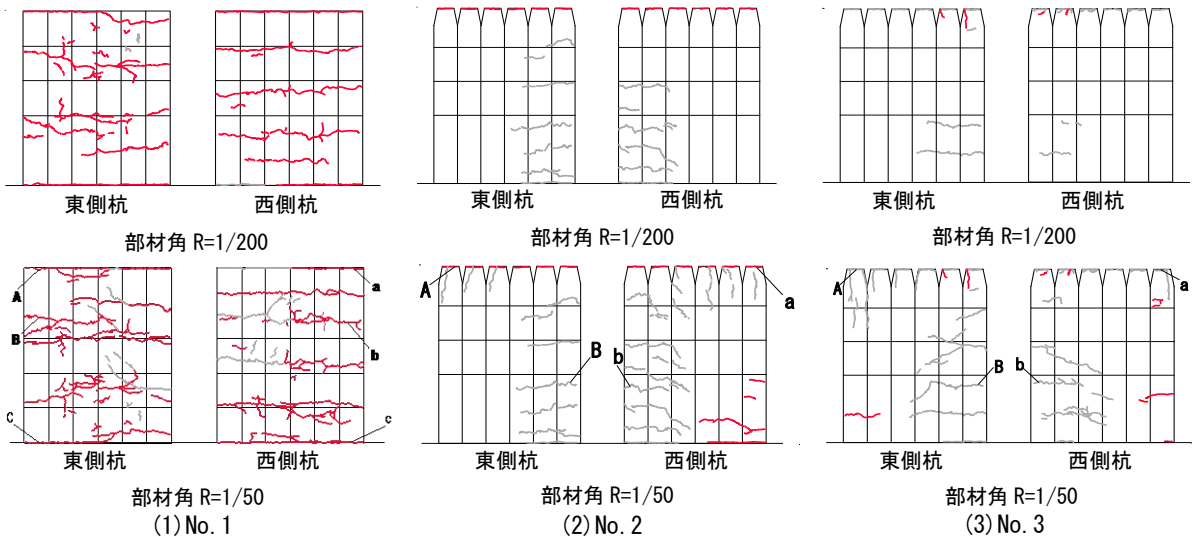 東側杭 西側杭
部材角 R=1/200
東側杭 西側杭
部材角 R=1/200
東側杭 西側杭
部材角 R=1/200
A a
B b
C c
東側杭 西側杭
部材角 R=1/50
(1)No.1
A a
B b
東側杭 西側杭
部材角 R=1/50
(2)No.2
A a
B b
東側杭 西側杭
部材角 R=1/50
(3)No.3